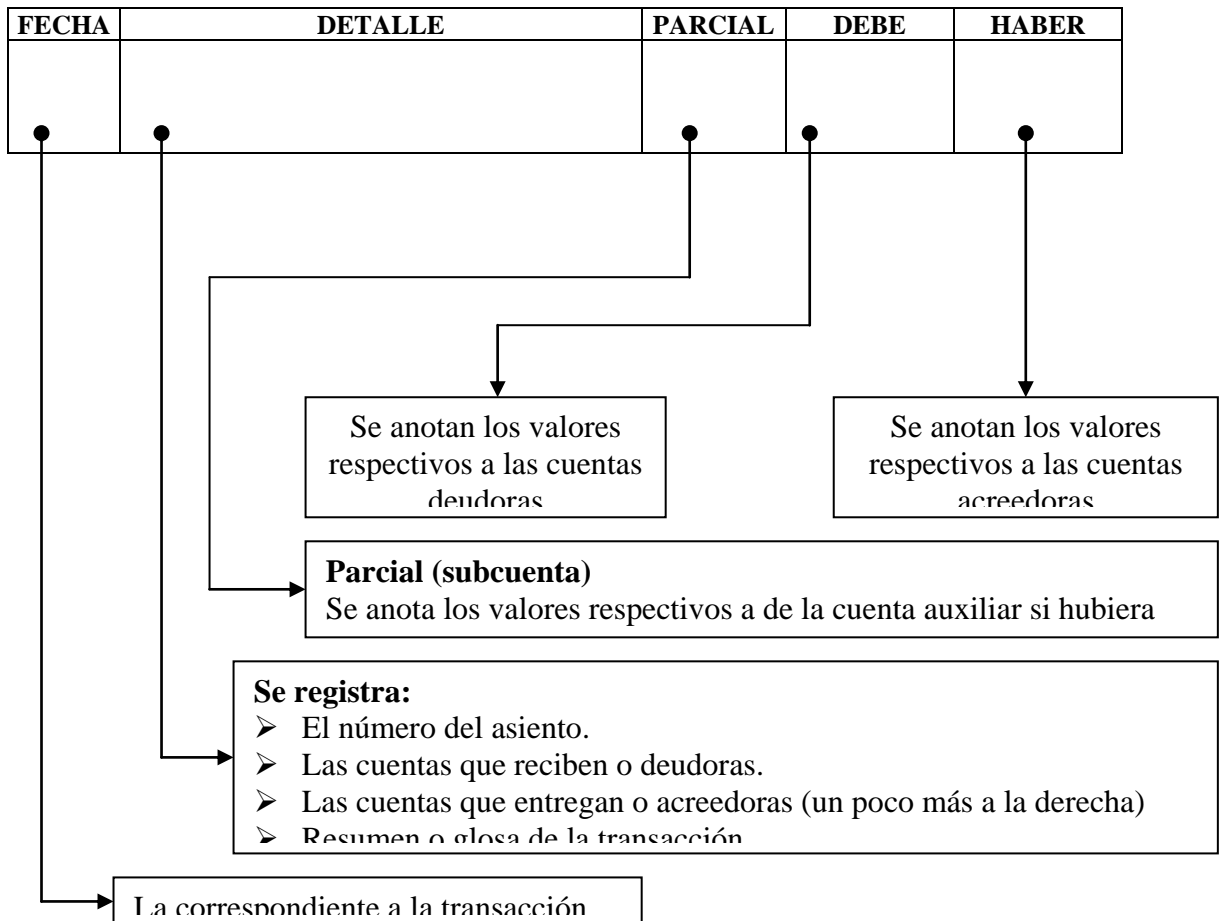 FECHA DETALLE PARCIAL DEBE HABER
Se anotan los valores
respectivos a las cuentas
deudoras
Se anotan los valores
respectivos a las cuentas
acreedoras
Parcial (subcuenta)
Se anota los valores respectivos a de la cuenta auxiliar si hubiera
Se registra:
➢ El número del asiento.
➢ Las cuentas que reciben o deudoras.
➢ Las cuentas que entregan o acreedoras (un poco más a la derecha)
➢ Resumen o glosa de la transacción
La correspondiente a la transacción